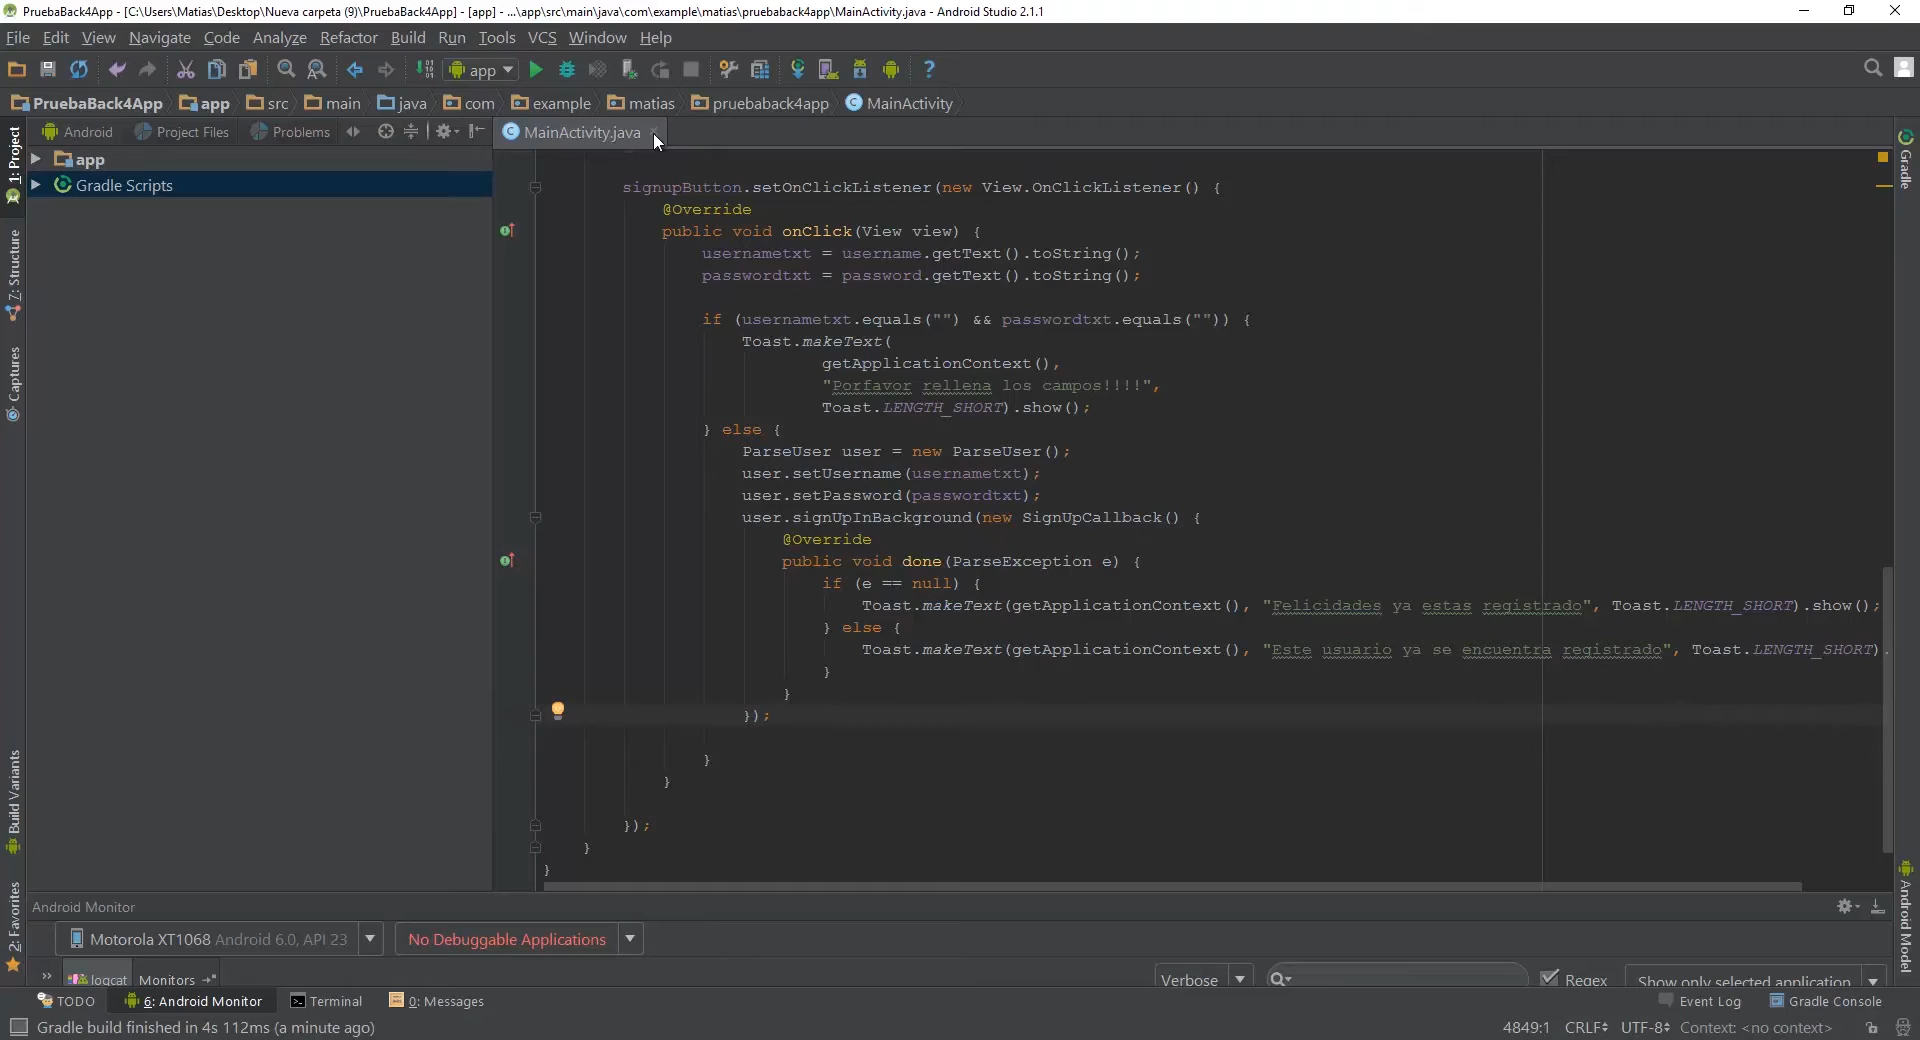 PruebaBack4App - [C:\Users\Matias\Desktop\Nueva carpeta (9)\PruebaBack4App] - [app] - ...\app\src\main\java\com\example\matias\pruebaback4app\MainActivity.java - Android Studio 2.1.1
File Edit View Navigate Code Analyze Refactor Build Run Tools VCS Window Help
app
PruebaBack4App app src main java com example matias pruebaback4app MainActivity
1: Project
7: Structure
Captures
Build Variants
2: Favorites
Android Project Files Problems
app
Gradle Scripts
MainActivity.java
signupButton.setOnClickListener(new View.OnClickListener() {
@Override
public void onClick(View view) {
usernametxt = username.getText().toString();
passwordtxt = password.getText().toString();
if (usernametxt.equals("") && passwordtxt.equals("")) {
Toast.makeText(
getApplicationContext(),
"Porfavor rellena los campos!!!!",
Toast.LENGTH_SHORT).show();
} else {
ParseUser user = new ParseUser();
user.setUsername(usernametxt);
user.setPassword(passwordtxt);
user.signUpInBackground(new SignUpCallback() {
@Override
public void done(ParseException e) {
if (e == null) {
Toast.makeText(getApplicationContext(), "Felicidades ya estas registrado", Toast.LENGTH_SHORT).show();
} else {
Toast.makeText(getApplicationContext(), "Este usuario ya se encuentra registrado", Toast.LENGTH_SHORT).
}
}
});
}
}
});
}
}
Gradle
Android Model
Android Monitor
Motorola XT1068 Android 6.0, API 23 No Debuggable Applications
logcat Monitors Verbose Regex Show only selected application
TODO 6: Android Monitor Terminal 0: Messages Event Log Gradle Console
Gradle build finished in 4s 112ms (a minute ago) 4849:1 CRLF UTF-8 Context: <no context>